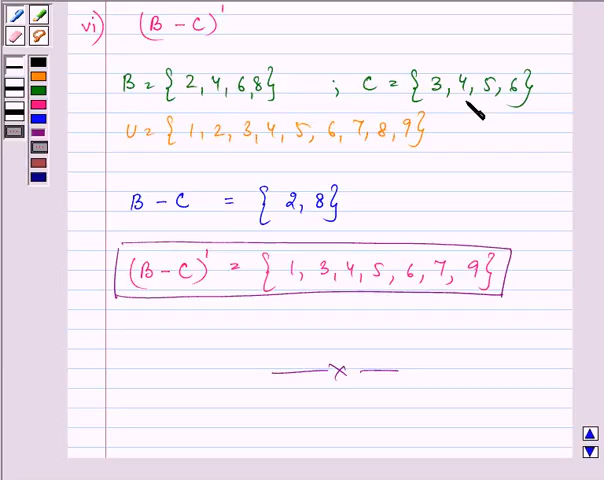 vi) (B - C)'
B = { 2, 4, 6, 8} ; C = { 3, 4, 5, 6}
U = { 1, 2, 3, 4, 5, 6, 7, 8, 9}
B - C = { 2, 8}
(B - C)' = { 1, 3, 4, 5, 6, 7, 9}